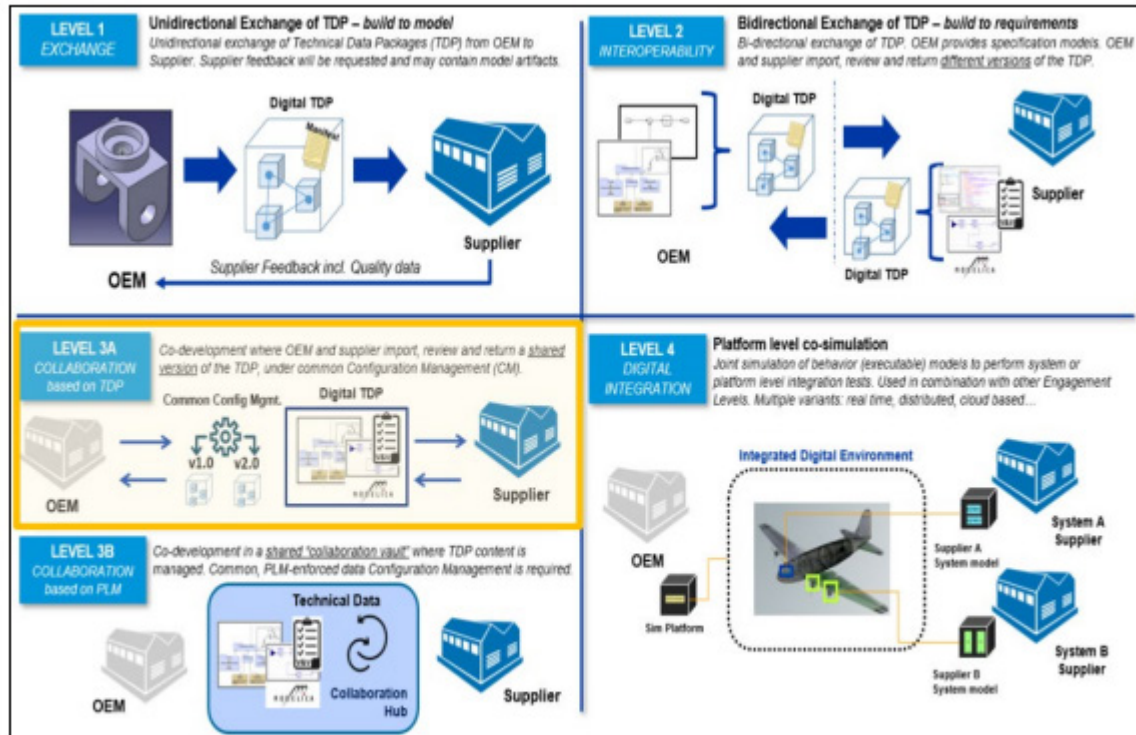 LEVEL 1
EXCHANGE
Unidirectional Exchange of TDP – build to model
Unidirectional exchange of Technical Data Packages (TDP) from OEM to
Supplier. Supplier feedback will be requested and may contain model artifacts.
Digital TDP
Manifest
OEM
Supplier
Supplier Feedback incl. Quality data
LEVEL 2
INTEROPERABILITY
Bidirectional Exchange of TDP – build to requirements
Bi-directional exchange of TDP. OEM provides specification models. OEM
and supplier import, review and return different versions of the TDP.
Digital TDP
Supplier
OEM
Digital TDP
V&V
MODELICA
LEVEL 3A
COLLABORATION
based on TDP
Co-development where OEM and supplier import, review and return a shared
version of the TDP, under common Configuration Management (CM).
Common Config Mgmt.
Digital TDP
v1.0
v2.0
V&V
MODELICA
OEM
Supplier
LEVEL 3B
COLLABORATION
based on PLM
Co-development in a shared "collaboration vault" where TDP content is
managed. Common, PLM-enforced data Configuration Management is required.
Technical Data
V&V
MODELICA
Collaboration
Hub
OEM
Supplier
LEVEL 4
DIGITAL
INTEGRATION
Platform level co-simulation
Joint simulation of behavior (executable) models to perform system or
platform level integration tests. Used in combination with other Engagement
Levels. Multiple variants: real time, distributed, cloud based…
Integrated Digital Environment
OEM
Sim Platform
Supplier A
System model
System A
Supplier
Supplier B
System model
System B
Supplier